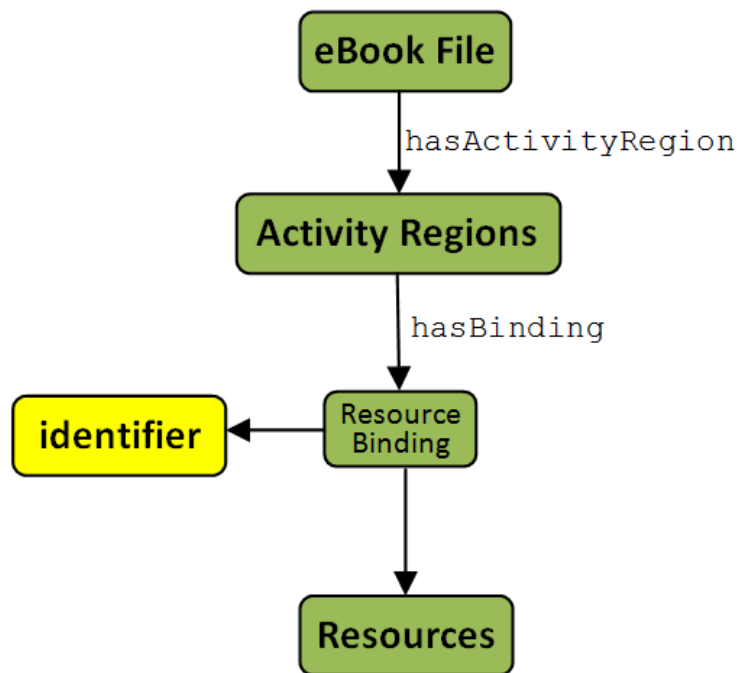 eBook File
hasActivityRegion
Activity Regions
hasBinding
Resource
Binding
identifier
Resources